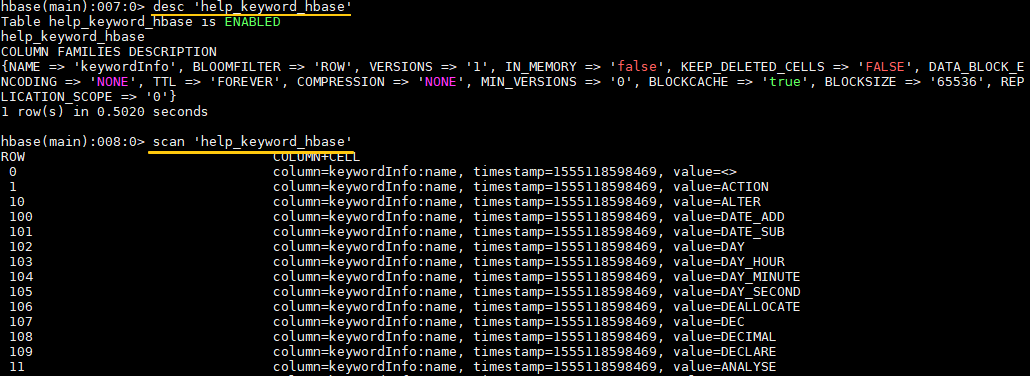 hbase(main):007:0> desc 'help_keyword_hbase'
Table help_keyword_hbase is ENABLED
help_keyword_hbase
COLUMN FAMILIES DESCRIPTION
{NAME => 'keywordInfo', BLOOMFILTER => 'ROW', VERSIONS => '1', IN_MEMORY => 'false', KEEP_DELETED_CELLS => 'FALSE', DATA_BLOCK_E
NCODING => 'NONE', TTL => 'FOREVER', COMPRESSION => 'NONE', MIN_VERSIONS => '0', BLOCKCACHE => 'true', BLOCKSIZE => '65536', REP
LICATION_SCOPE => '0'}
1 row(s) in 0.5020 seconds
hbase(main):008:0> scan 'help_keyword_hbase'
ROW COLUMN+CELL
0 column=keywordInfo:name, timestamp=1555118598469, value=<>
1 column=keywordInfo:name, timestamp=1555118598469, value=ACTION
10 column=keywordInfo:name, timestamp=1555118598469, value=ALTER
100 column=keywordInfo:name, timestamp=1555118598469, value=DATE_ADD
101 column=keywordInfo:name, timestamp=1555118598469, value=DATE_SUB
102 column=keywordInfo:name, timestamp=1555118598469, value=DAY
103 column=keywordInfo:name, timestamp=1555118598469, value=DAY_HOUR
104 column=keywordInfo:name, timestamp=1555118598469, value=DAY_MINUTE
105 column=keywordInfo:name, timestamp=1555118598469, value=DAY_SECOND
106 column=keywordInfo:name, timestamp=1555118598469, value=DEALLOCATE
107 column=keywordInfo:name, timestamp=1555118598469, value=DEC
108 column=keywordInfo:name, timestamp=1555118598469, value=DECIMAL
109 column=keywordInfo:name, timestamp=1555118598469, value=DECLARE
11 column=keywordInfo:name, timestamp=1555118598469, value=ANALYSE